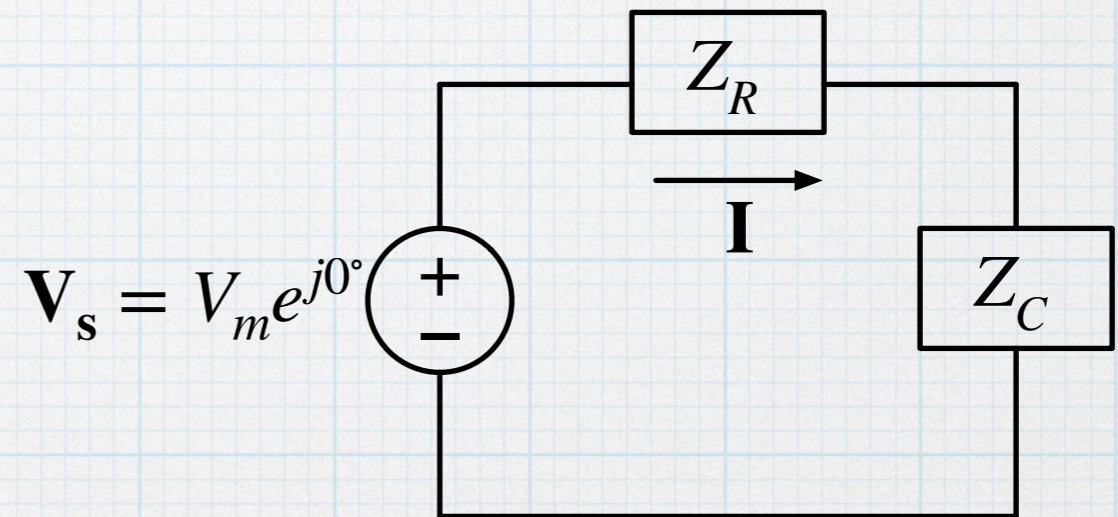 Z_R
I
V_s = V_m e^{j0°}
+
−
Z_C